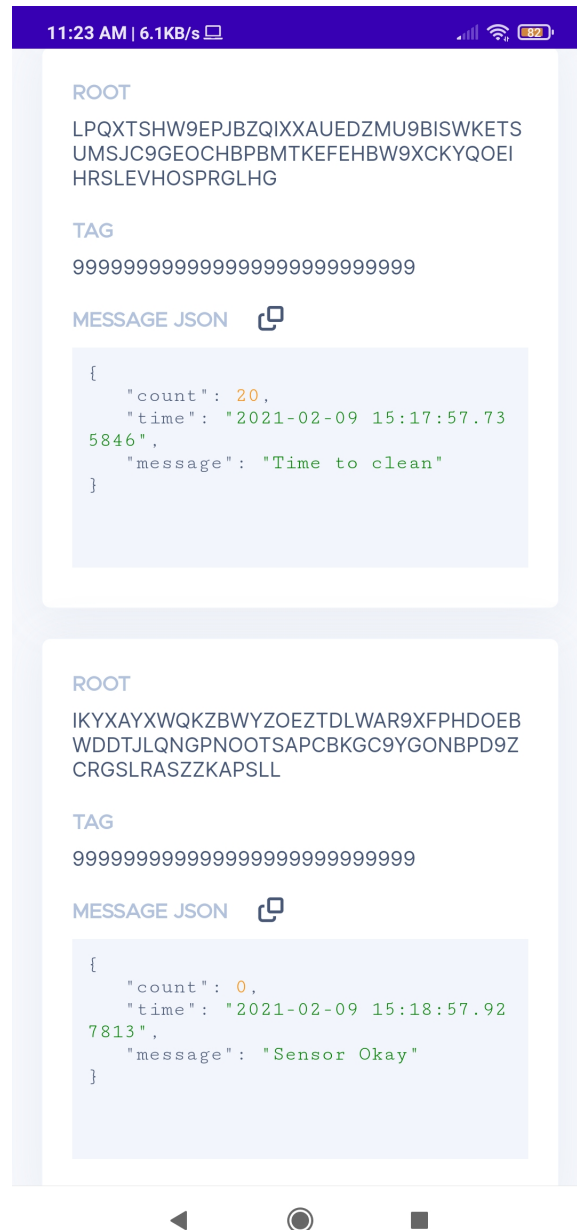 11:23 AM | 6.1KB/s
82
ROOT
LPQXTSHW9EPJBZQIXXAUEDZMU9BISWKETS
UMSJC9GEOCHBPBMTKEFEHBW9XCKYQOEI
HRSLEVHOSPRGLHG
TAG
999999999999999999999999999
MESSAGE JSON
{
"count": 20,
"time": "2021-02-09 15:17:57.73
5846",
"message": "Time to clean"
}
ROOT
IKYXAYXWQKZBWYZOEZTDLWAR9XFPHDOEB
WDDTJLQNGPNOOTSAPCBKGC9YGONBPD9Z
CRGSLRASZZKAPSLL
TAG
999999999999999999999999999
MESSAGE JSON
{
"count": 0,
"time": "2021-02-09 15:18:57.92
7813",
"message": "Sensor Okay"
}